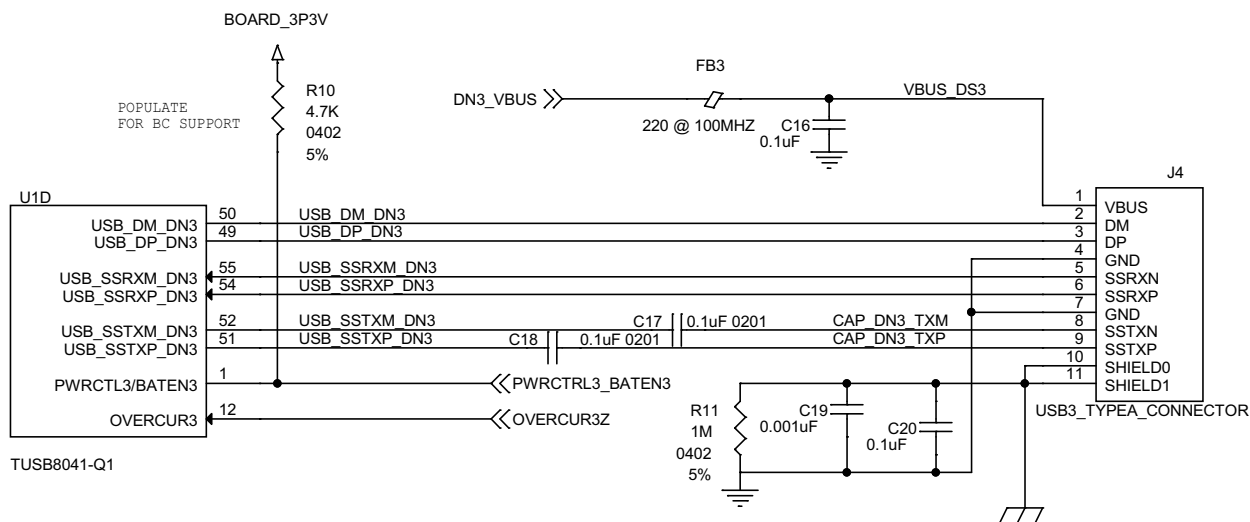 BOARD_3P3V
R10
4.7K
0402
5%
POPULATE
FOR BC SUPPORT
FB3
DN3_VBUS
220 @ 100MHZ
VBUS_DS3
C16
0.1uF
J4
U1D
USB_DM_DN3 50 USB_DM_DN3
USB_DP_DN3 49 USB_DP_DN3
USB_SSRXM_DN3 55 USB_SSRXM_DN3
USB_SSRXP_DN3 54 USB_SSRXP_DN3
USB_SSTXM_DN3 52 USB_SSTXM_DN3 C17 0.1uF 0201 CAP_DN3_TXM
USB_SSTXP_DN3 51 USB_SSTXP_DN3 C18 0.1uF 0201 CAP_DN3_TXP
PWRCTL3/BATEN3 1 PWRCTRL3_BATEN3
OVERCUR3 12 OVERCUR3Z
TUSB8041-Q1
1 VBUS
2 DM
3 DP
4 GND
5 SSRXN
6 SSRXP
7 GND
8 SSTXN
9 SSTXP
10 SHIELD0
11 SHIELD1
USB3_TYPEA_CONNECTOR
R11
1M
0402
5%
C19
0.001uF
C20
0.1uF